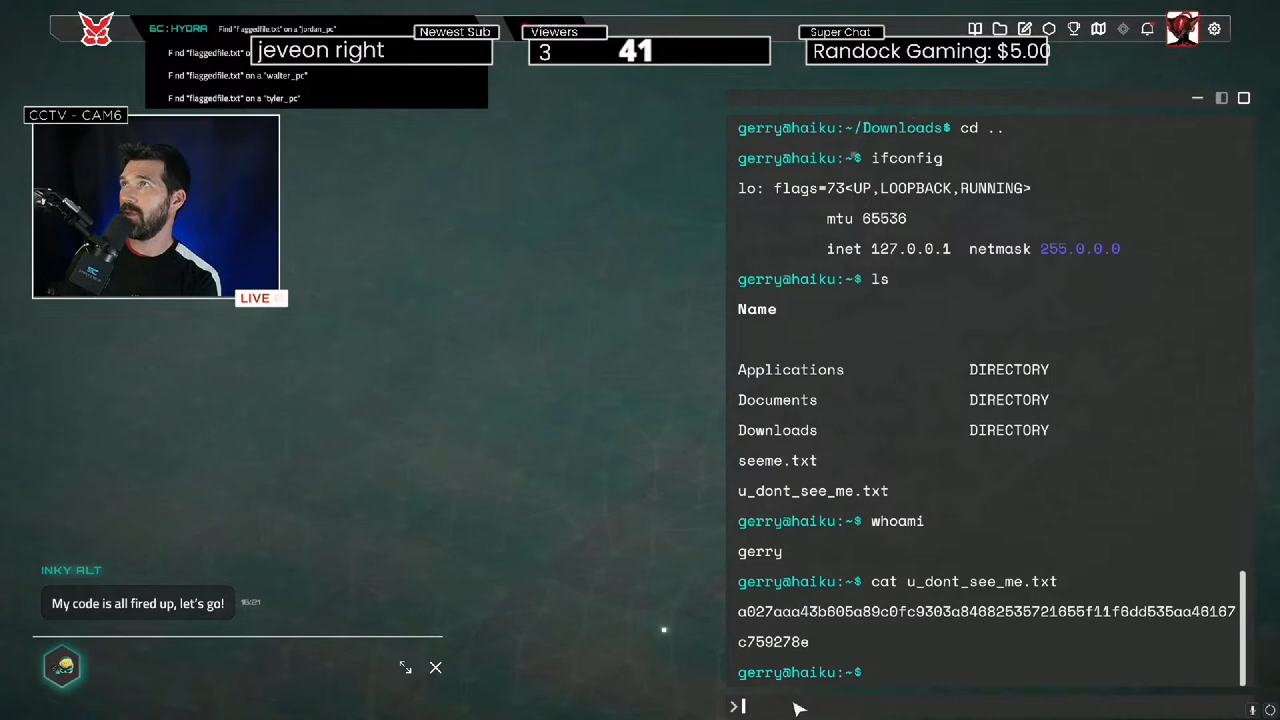 GC: HYDRA
Find "flaggedfile.txt" on a "jordan_pc"
Find "flaggedfile.txt" o
Find "flaggedfile.txt" on a "walter_pc"
Find "flaggedfile.txt" on a "tyler_pc"
Newest Sub
jeveon right
Viewers
3
41
Super Chat
Randock Gaming: $5.00
CCTV - CAM6
LIVE
gerry@haiku:~/Downloads$ cd ..
gerry@haiku:~$ ifconfig
lo: flags=73<UP,LOOPBACK,RUNNING>
mtu 65536
inet 127.0.0.1 netmask 255.0.0.0
gerry@haiku:~$ ls
Name
Applications DIRECTORY
Documents DIRECTORY
Downloads DIRECTORY
seeme.txt
u_dont_see_me.txt
gerry@haiku:~$ whoami
gerry
gerry@haiku:~$ cat u_dont_see_me.txt
a027aaa43b605a89c0fc9303a84682535721655f11f6dd535aa46167
c759278e
gerry@haiku:~$
>
INKY ALT
My code is all fired up, let's go!